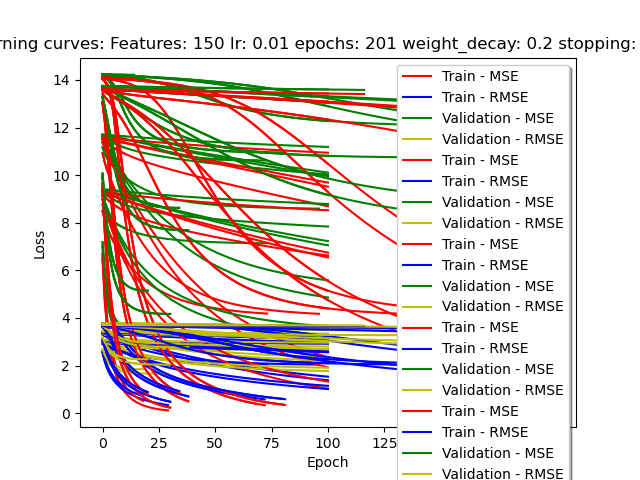 rning curves: Features: 150 lr: 0.01 epochs: 201 weight_decay: 0.2 stopping:
Train - MSE
Train - RMSE
Validation - MSE
Validation - RMSE
Train - MSE
Train - RMSE
Validation - MSE
Validation - RMSE
Train - MSE
Train - RMSE
Validation - MSE
Validation - RMSE
Train - MSE
Train - RMSE
Validation - MSE
Validation - RMSE
Train - MSE
Train - RMSE
Validation - MSE
Validation - RMSE
Loss
14
12
10
8
6
4
2
0
0 25 50 75 100 125
Epoch